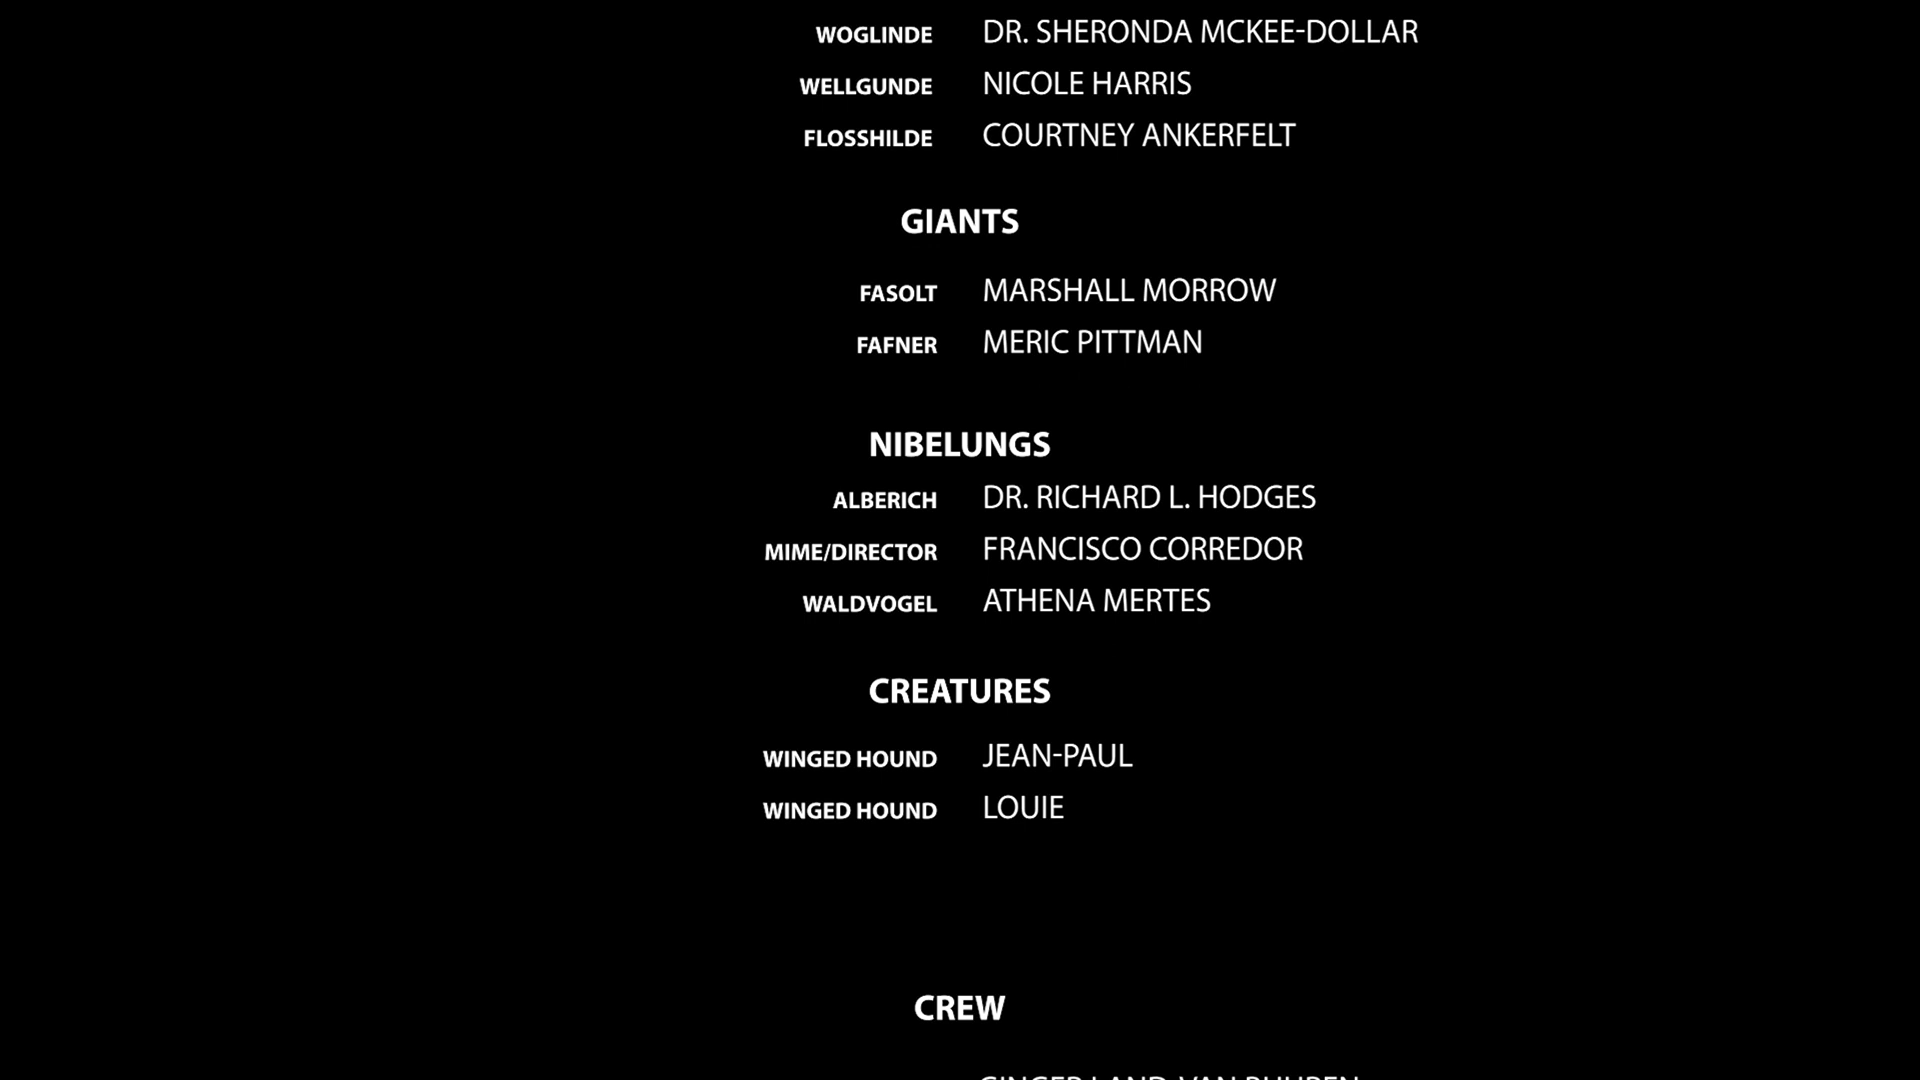 WOGLINDE DR. SHERONDA MCKEE-DOLLAR
WELLGUNDE NICOLE HARRIS
FLOSSHILDE COURTNEY ANKERFELT
GIANTS
FASOLT MARSHALL MORROW
FAFNER MERIC PITTMAN
NIBELUNGS
ALBERICH DR. RICHARD L. HODGES
MIME/DIRECTOR FRANCISCO CORREDOR
WALDVOGEL ATHENA MERTES
CREATURES
WINGED HOUND JEAN-PAUL
WINGED HOUND LOUIE
CREW